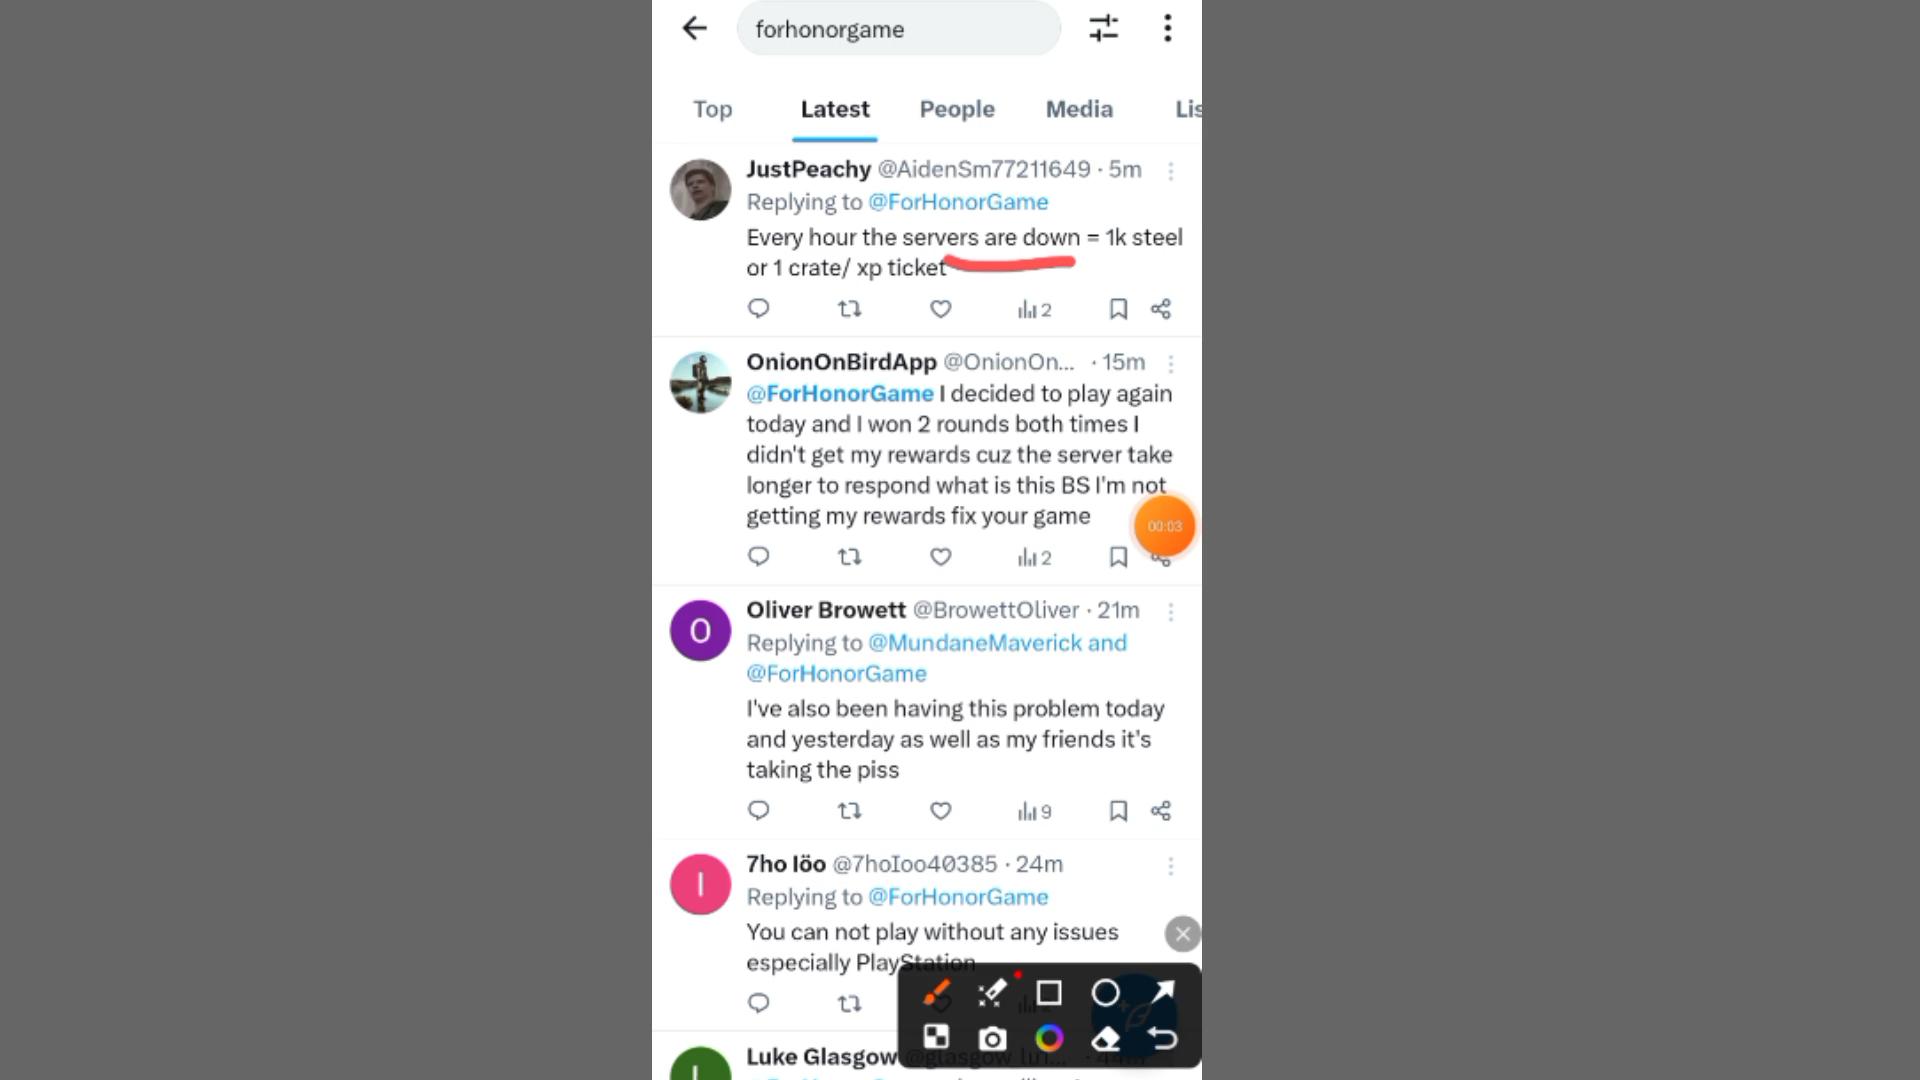 forhonorgame
Top Latest People Media Lis
JustPeachy @AidenSm77211649 · 5m
Replying to @ForHonorGame
Every hour the servers are down = 1k steel
or 1 crate/ xp ticket
2
OnionOnBirdApp @OnionOn... · 15m
@ForHonorGame I decided to play again
today and I won 2 rounds both times I
didn't get my rewards cuz the server take
longer to respond what is this BS I'm not
getting my rewards fix your game
00:03
2
Oliver Browett @BrowettOliver · 21m
O
Replying to @MundaneMaverick and
@ForHonorGame
I've also been having this problem today
and yesterday as well as my friends it's
taking the piss
9
7ho Iöo @7hoIoo40385 · 24m
I
Replying to @ForHonorGame
You can not play without any issues
especially PlayStation
Luke Glasgow